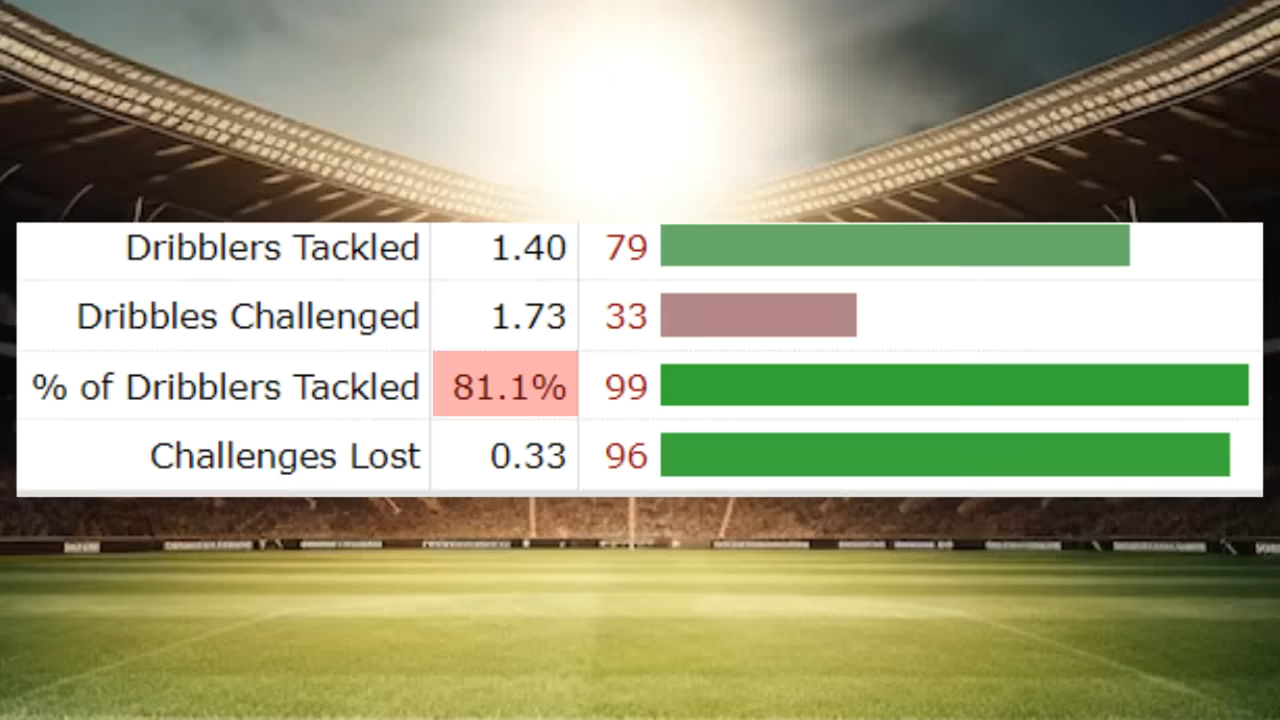 Dribblers Tackled 1.40 79
Dribbles Challenged 1.73 33
% of Dribblers Tackled 81.1% 99
Challenges Lost 0.33 96